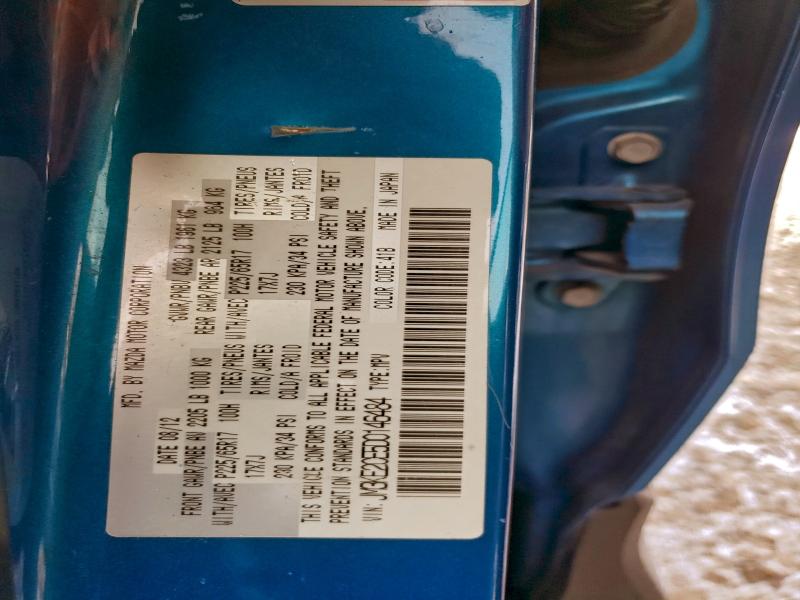 MFD. BY MAZDA MOTOR CORPORATION
DATE 08/12 GVWR/PNBV 4323 LB 1961 KG
FRONT GAWR/PNBE AV 2205 LB 1000 KG REAR GAWR/PNBE AR 2125 LB 964 KG
WITH/AVEC P225/65R17 100H TIRES/PNEUS WITH/AVEC P225/65R17 100H TIRES/PNEUS
17X7J RIMS/JANTES 17X7J RIMS/JANTES
230 KPA/34 PSI COLD/A FROID 230 KPA/34 PSI COLD/A FROID
THIS VEHICLE CONFORMS TO ALL APPLICABLE FEDERAL MOTOR VEHICLE SAFETY AND THEFT
PREVENTION STANDARDS IN EFFECT ON THE DATE OF MANUFACTURE SHOWN ABOVE.
VIN: TYPE:MPV COLOR CODE:41B MADE IN JAPAN